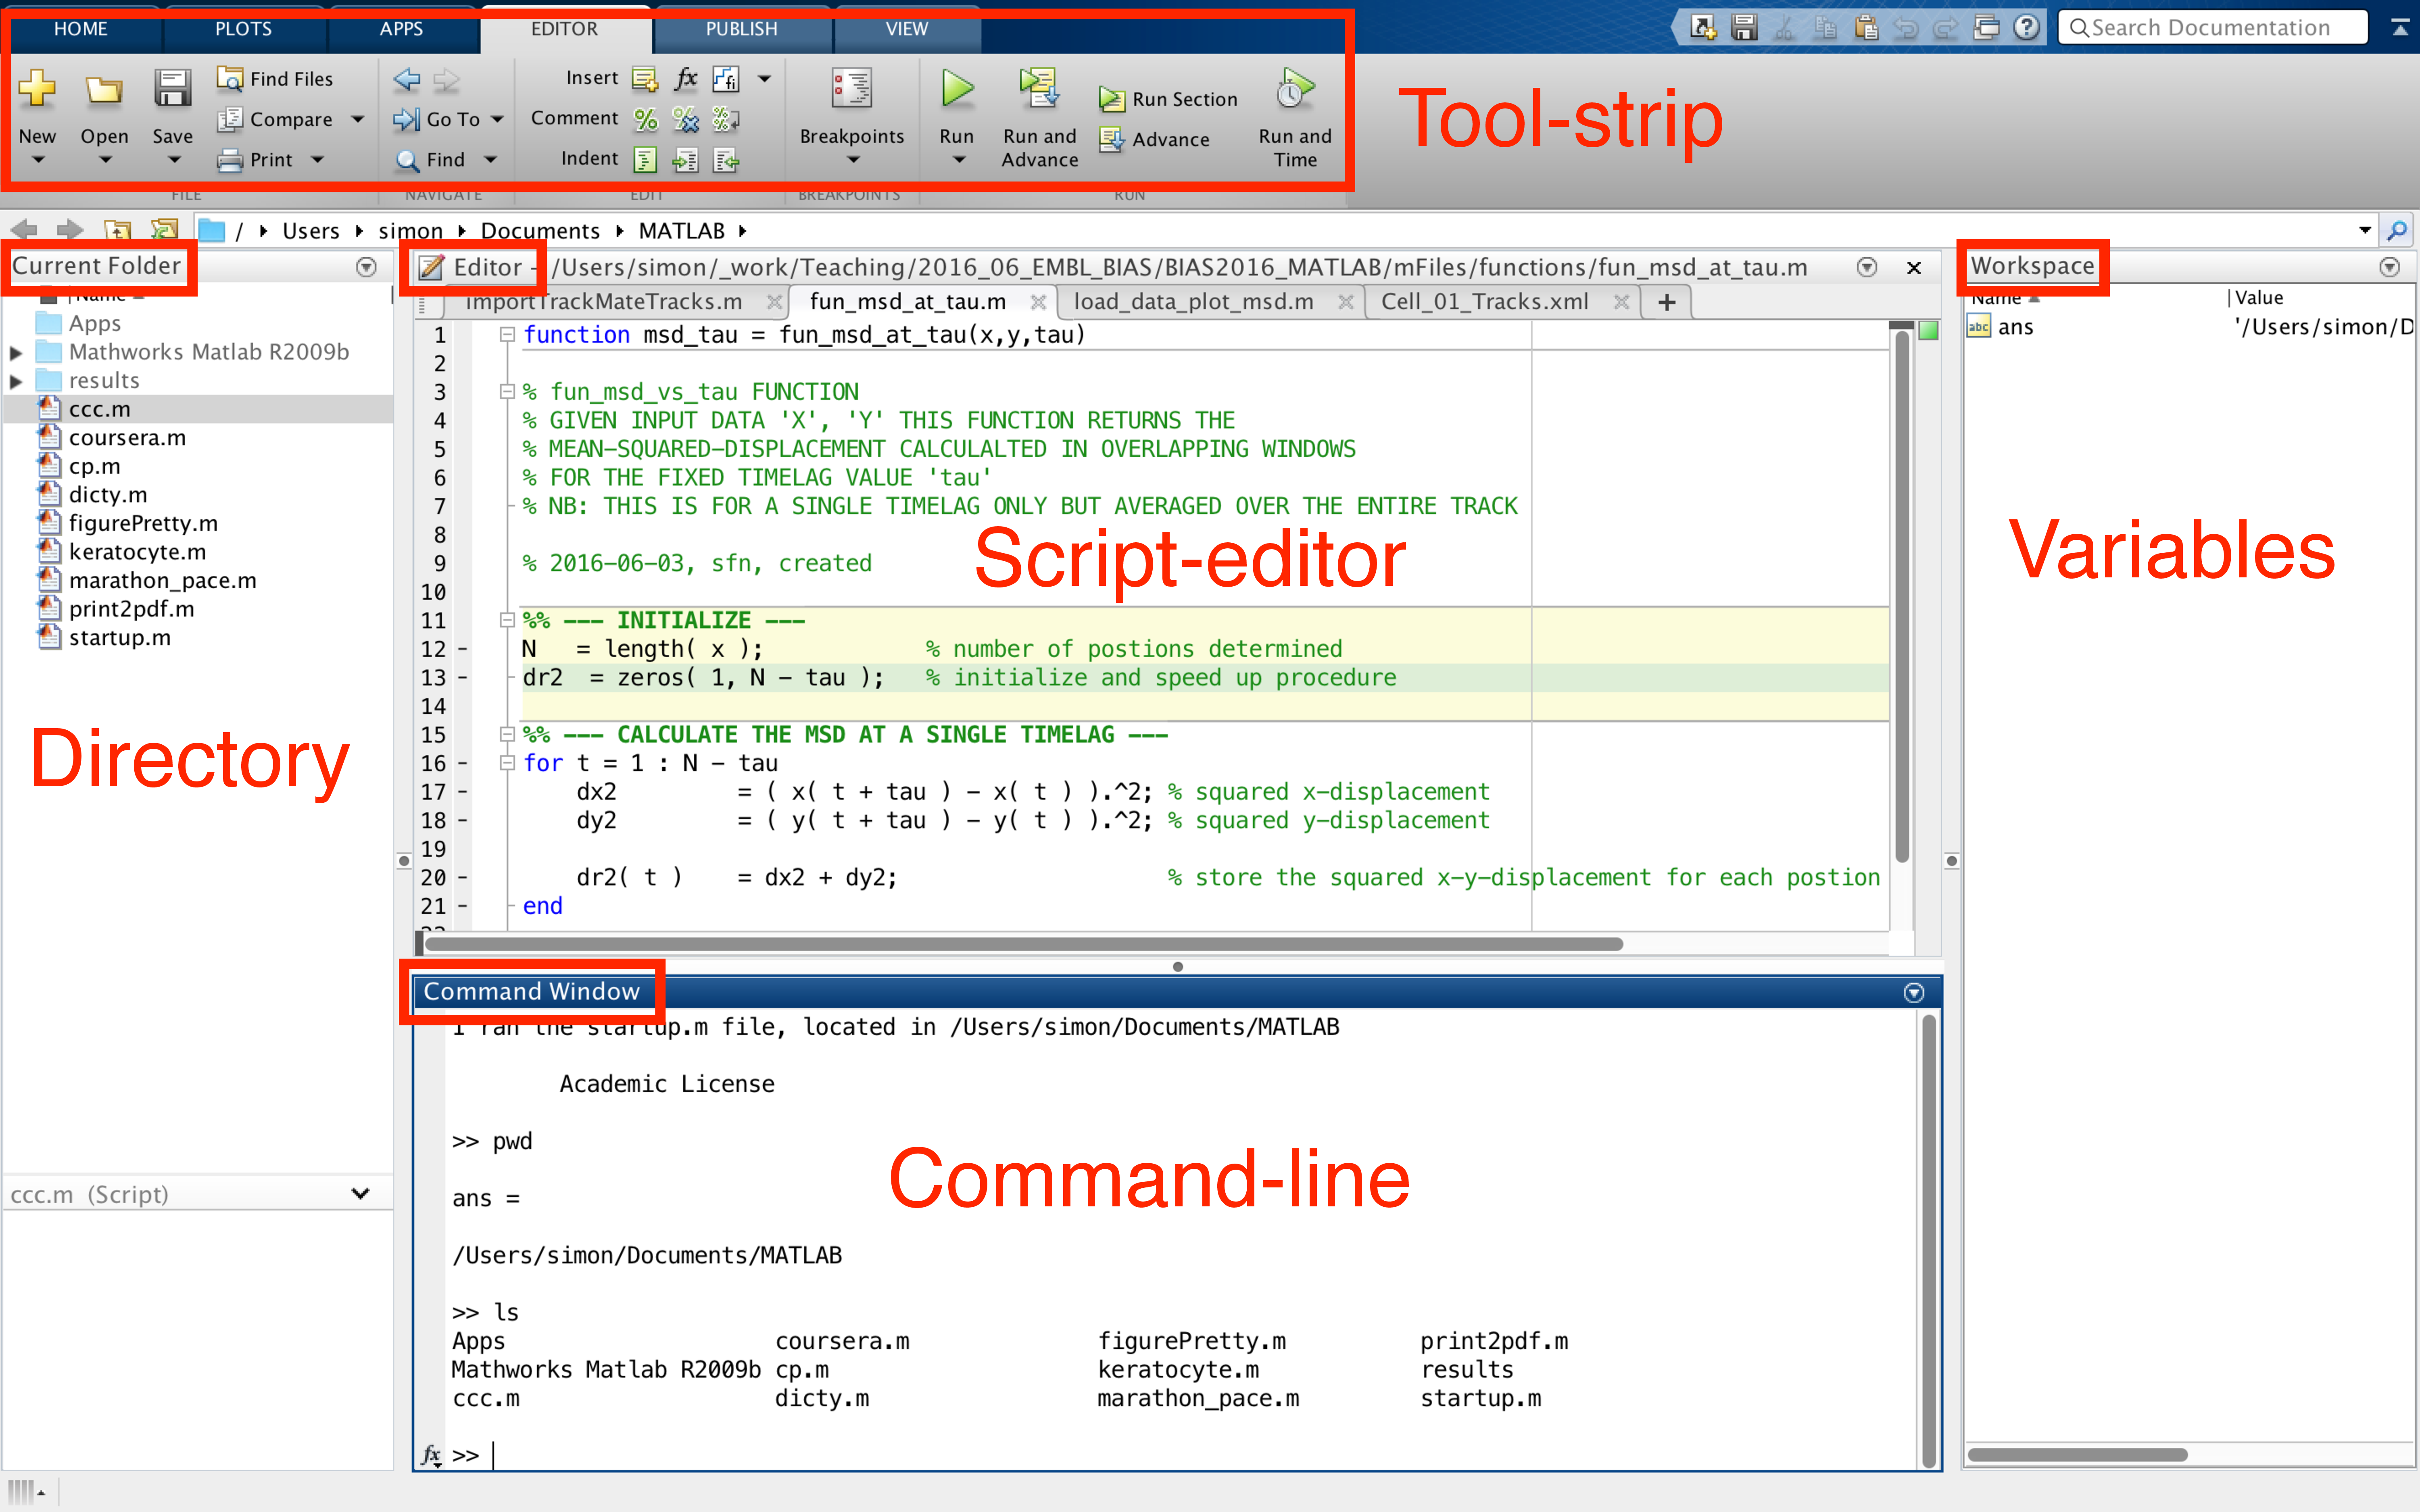 HOME PLOTS APPS EDITOR PUBLISH VIEW
Search Documentation
New
Open
Save
Find Files
Compare
Print
Go To
Find
Insert fx fi
Comment % % %
Indent
Breakpoints
Run
Run and
Advance
Run Section
Advance
Run and
Time
Tool-strip
FILE NAVIGATE EDIT BREAKPOINTS RUN
/ Users simon Documents MATLAB
Current Folder
Name
Apps
Mathworks Matlab R2009b
results
ccc.m
coursera.m
cp.m
dicty.m
figurePretty.m
keratocyte.m
marathon_pace.m
print2pdf.m
startup.m
Directory
ccc.m (Script)
Editor - /Users/simon/_work/Teaching/2016_06_EMBL_BIAS/BIAS2016_MATLAB/mFiles/functions/fun_msd_at_tau.m
importTrackMateTracks.m fun_msd_at_tau.m load_data_plot_msd.m Cell_01_Tracks.xml +
1 function msd_tau = fun_msd_at_tau(x,y,tau)
2
3 % fun_msd_vs_tau FUNCTION
4 % GIVEN INPUT DATA 'X', 'Y' THIS FUNCTION RETURNS THE
5 % MEAN-SQUARED-DISPLACEMENT CALCULALTED IN OVERLAPPING WINDOWS
6 % FOR THE FIXED TIMELAG VALUE 'tau'
7 % NB: THIS IS FOR A SINGLE TIMELAG ONLY BUT AVERAGED OVER THE ENTIRE TRACK
8
9 % 2016-06-03, sfn, created
10
11 %% --- INITIALIZE ---
12 - N = length( x ); % number of postions determined
13 - dr2 = zeros( 1, N - tau ); % initialize and speed up procedure
14
15 %% --- CALCULATE THE MSD AT A SINGLE TIMELAG ---
16 - for t = 1 : N - tau
17 - dx2 = ( x( t + tau ) - x( t ) ).^2; % squared x-displacement
18 - dy2 = ( y( t + tau ) - y( t ) ).^2; % squared y-displacement
19
20 - dr2( t ) = dx2 + dy2; % store the squared x-y-displacement for each postion
21 - end
Script-editor
Command Window
I ran the startup.m file, located in /Users/simon/Documents/MATLAB
Academic License
>> pwd
ans =
/Users/simon/Documents/MATLAB
>> ls
Apps coursera.m figurePretty.m print2pdf.m
Mathworks Matlab R2009b cp.m keratocyte.m results
ccc.m dicty.m marathon_pace.m startup.m
fx >>
Command-line
Workspace
Name Value
abc ans '/Users/simon/D
Variables